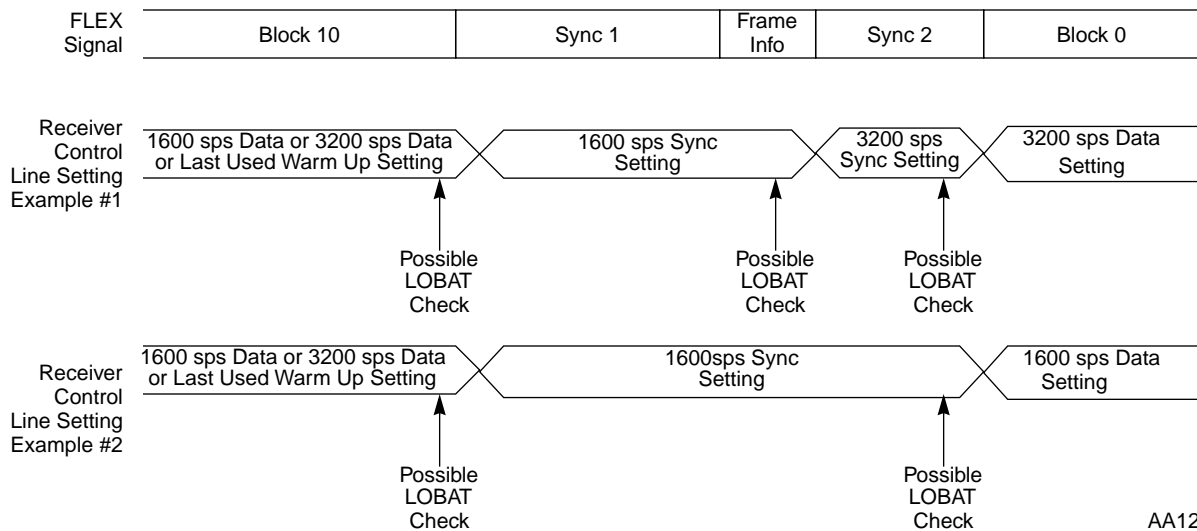 FLEX
Signal
Block 10
Sync 1
Frame
Info
Sync 2
Block 0
Receiver
Control
Line Setting
Example #1
1600 sps Data or 3200 sps Data
or Last Used Warm Up Setting
1600 sps Sync
Setting
3200 sps
Sync Setting
3200 sps Data
Setting
Possible
LOBAT
Check
Possible
LOBAT
Check
Possible
LOBAT
Check
Receiver
Control
Line Setting
Example #2
1600 sps Data or 3200 sps Data
or Last Used Warm Up Setting
1600sps Sync
Setting
1600 sps Data
Setting
Possible
LOBAT
Check
Possible
LOBAT
Check
AA12